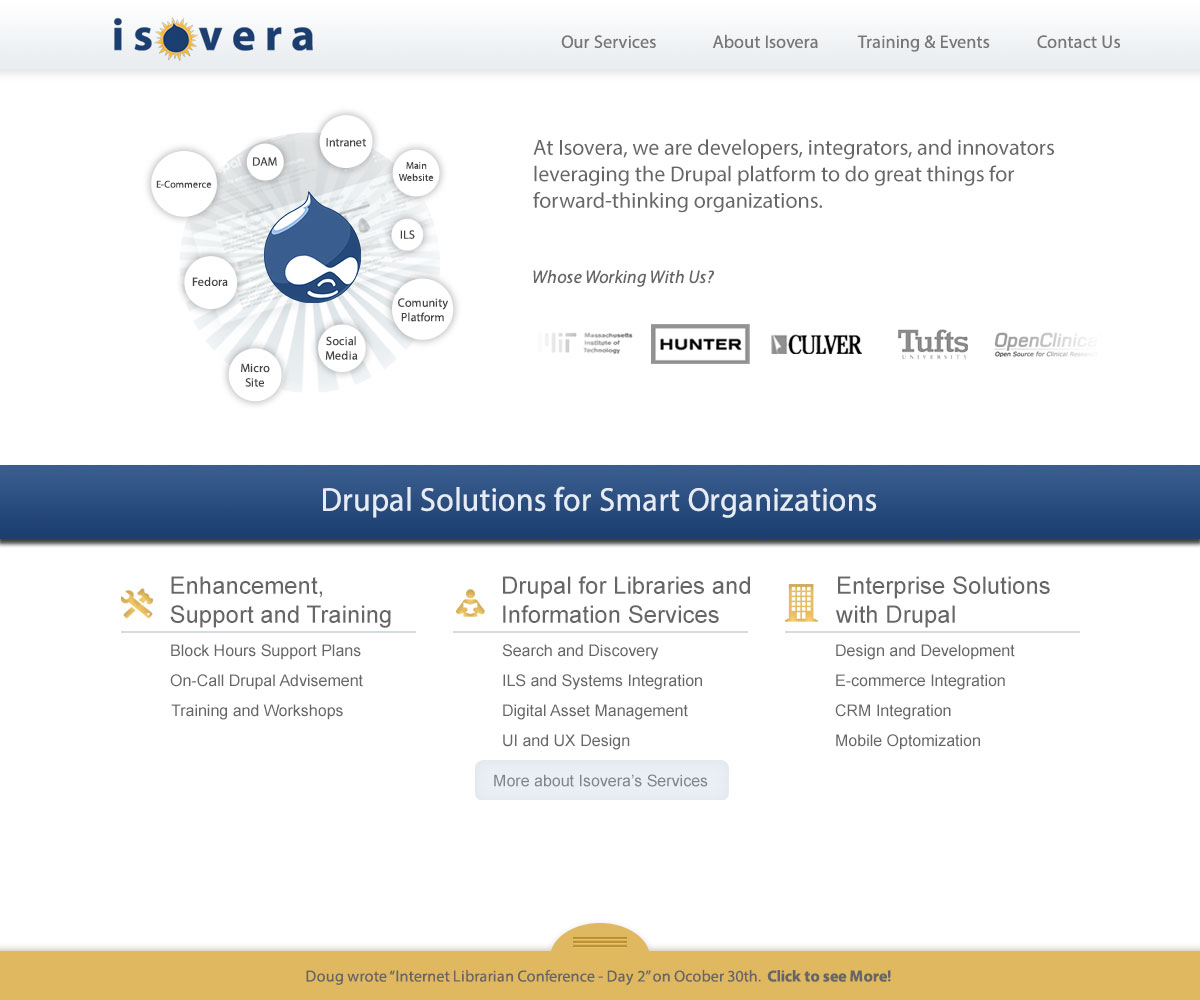 isovera
Our Services
About Isovera
Training & Events
Contact Us
Intranet
DAM
Main
Website
E-Commerce
ILS
Fedora
Comunity
Platform
Social
Media
Micro
Site
At Isovera, we are developers, integrators, and innovators
leveraging the Drupal platform to do great things for
forward-thinking organizations.
Whose Working With Us?
MIT
Massachusetts
Institute of
Technology
HUNTER
CULVER
Tufts
UNIVERSITY
OpenClinica
Open Source for Clinical Research
Drupal Solutions for Smart Organizations
Enhancement,
Support and Training
Block Hours Support Plans
On-Call Drupal Advisement
Training and Workshops
Drupal for Libraries and
Information Services
Search and Discovery
ILS and Systems Integration
Digital Asset Management
UI and UX Design
Enterprise Solutions
with Drupal
Design and Development
E-commerce Integration
CRM Integration
Mobile Optomization
More about Isovera's Services
Doug wrote "Internet Librarian Conference - Day 2" on Ocober 30th. Click to see More!